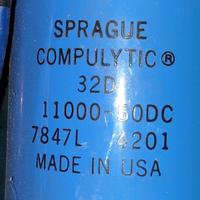 SPRAGUE
COMPULYTIC®
32D
11000-50DC
7847L 4201
MADE IN USA